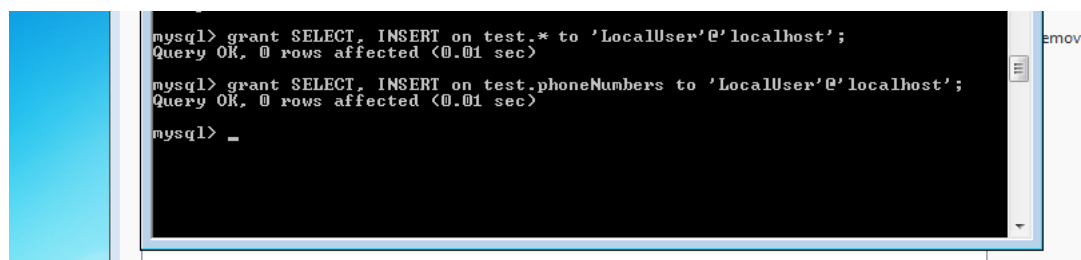 mysql> grant SELECT, INSERT on test.* to 'LocalUser'@'localhost';
Query OK, 0 rows affected (0.01 sec)
mysql> grant SELECT, INSERT on test.phoneNumbers to 'LocalUser'@'localhost';
Query OK, 0 rows affected (0.01 sec)
mysql> _
emov